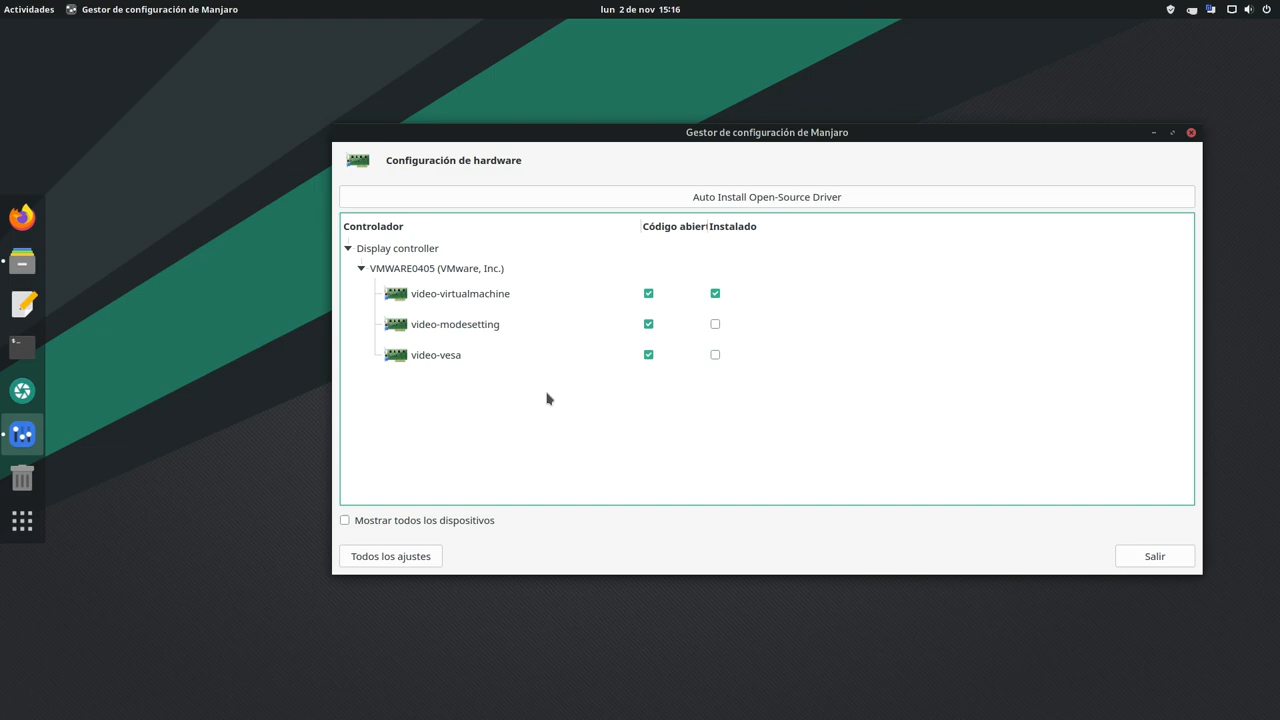 Actividades Gestor de configuración de Manjaro lun 2 de nov 15:16
Gestor de configuración de Manjaro
Configuración de hardware
Auto Install Open-Source Driver
Controlador Código abier Instalado
Display controller
VMWARE0405 (VMware, Inc.)
video-virtualmachine
video-modesetting
video-vesa
Mostrar todos los dispositivos
Todos los ajustes Salir